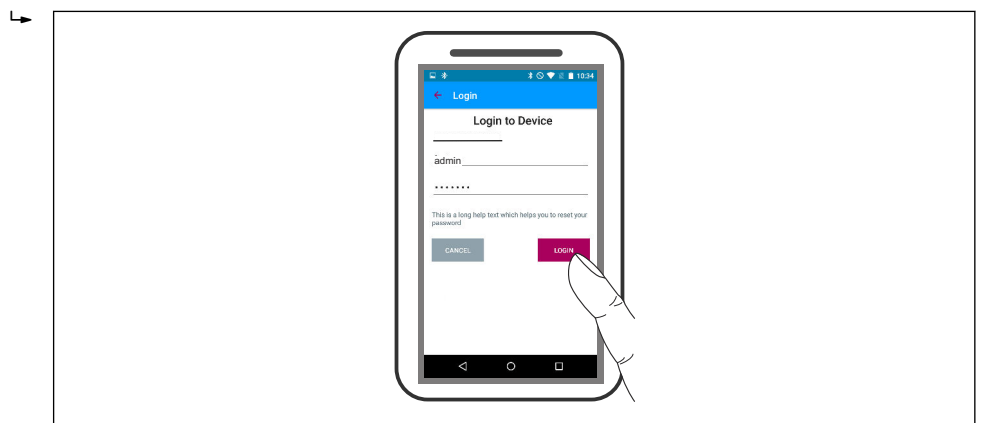 10:34
Login
Login to Device
admin
•••••••
This is a long help text which helps you to reset your
password
CANCEL
LOGIN